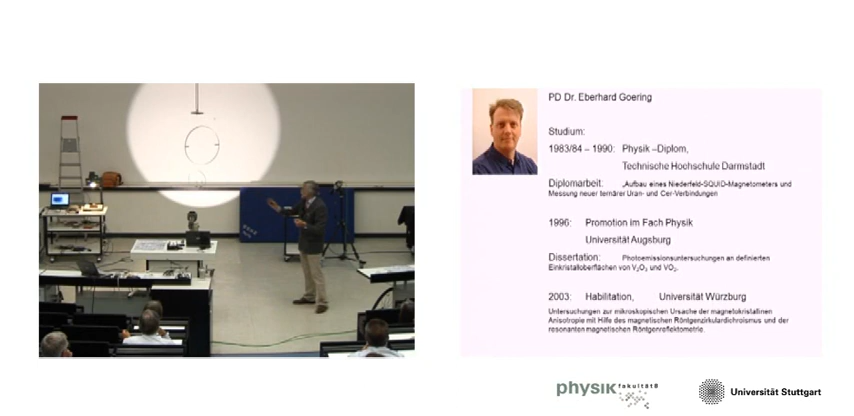 PD Dr. Eberhard Goering
Studium:
1983/84 – 1990: Physik –Diplom,
Technische Hochschule Darmstadt
Diplomarbeit: „Aufbau eines Niederfeld-SQUID-Magnetometers und
Messung neuer ternärer Uran- und Cer-Verbindungen
1996: Promotion im Fach Physik
Universität Augsburg
Dissertation: Photoemissionsuntersuchungen an definierten
Einkristalloberflächen von V₂O₃ und VO₂.
2003: Habilitation, Universität Würzburg
Untersuchungen zur mikroskopischen Ursache der magnetokristallinen
Anisotropie mit Hilfe des magnetischen Röntgenzirkulardichroismus und der
resonanten magnetischen Röntgenreflektometrie.
physik fakultät8
Universität Stuttgart